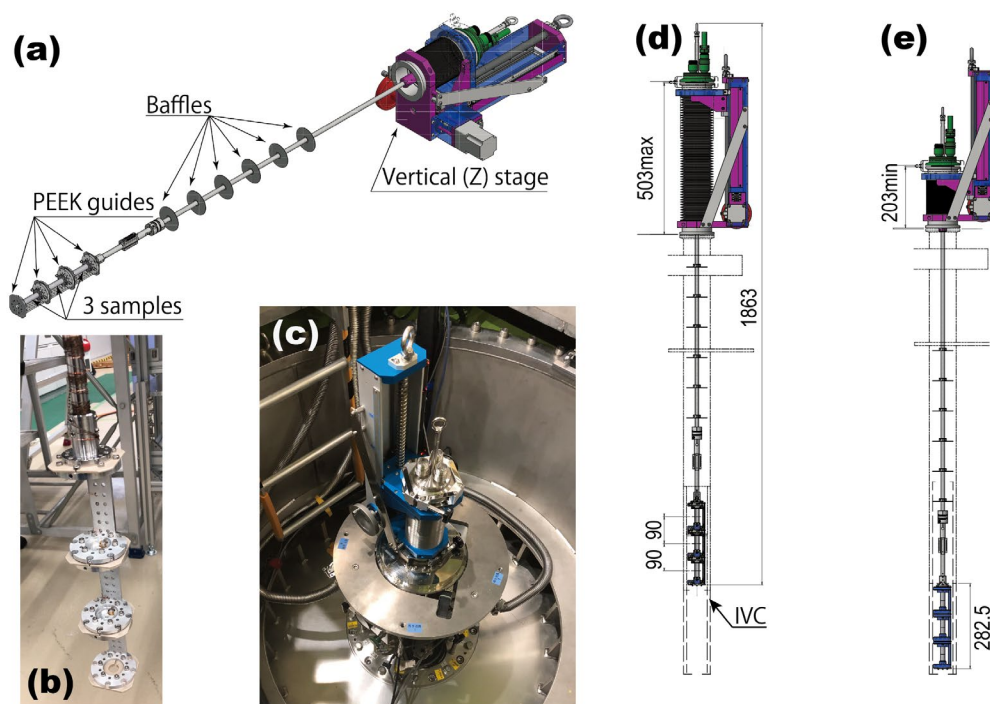 (a)
Baffles
Vertical (Z) stage
PEEK guides
3 samples
(b)
(c)
(d)
503max
1863
90
90
IVC
(e)
203min
282.5